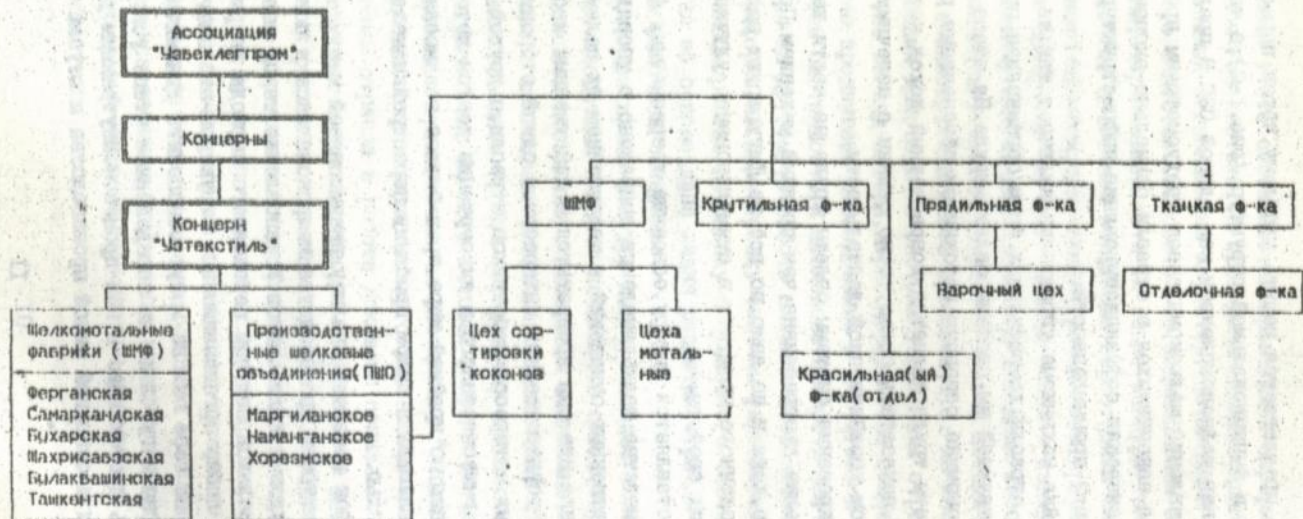 Ассоциация
"Узбеклегпром"
Концерны
Концерн
"Узтекстиль"
Шелкомотальные
фабрики (ШМФ)
Ферганская
Самаркандская
Бухарская
Шахрисабзская
Булакбашинская
Ташкентская
Производствен-
ные шелковые
объединения(ПШО)
Маргиланское
Наманганское
Хорезмское
ШМФ
Цех сор-
тировки
коконов
Цеха
моталь-
ные
Крутильная ф-ка
Прядильная ф-ка
Варочный цех
Ткацкая ф-ка
Отделочная ф-ка
Красильная(ый)
ф-ка(отдел)